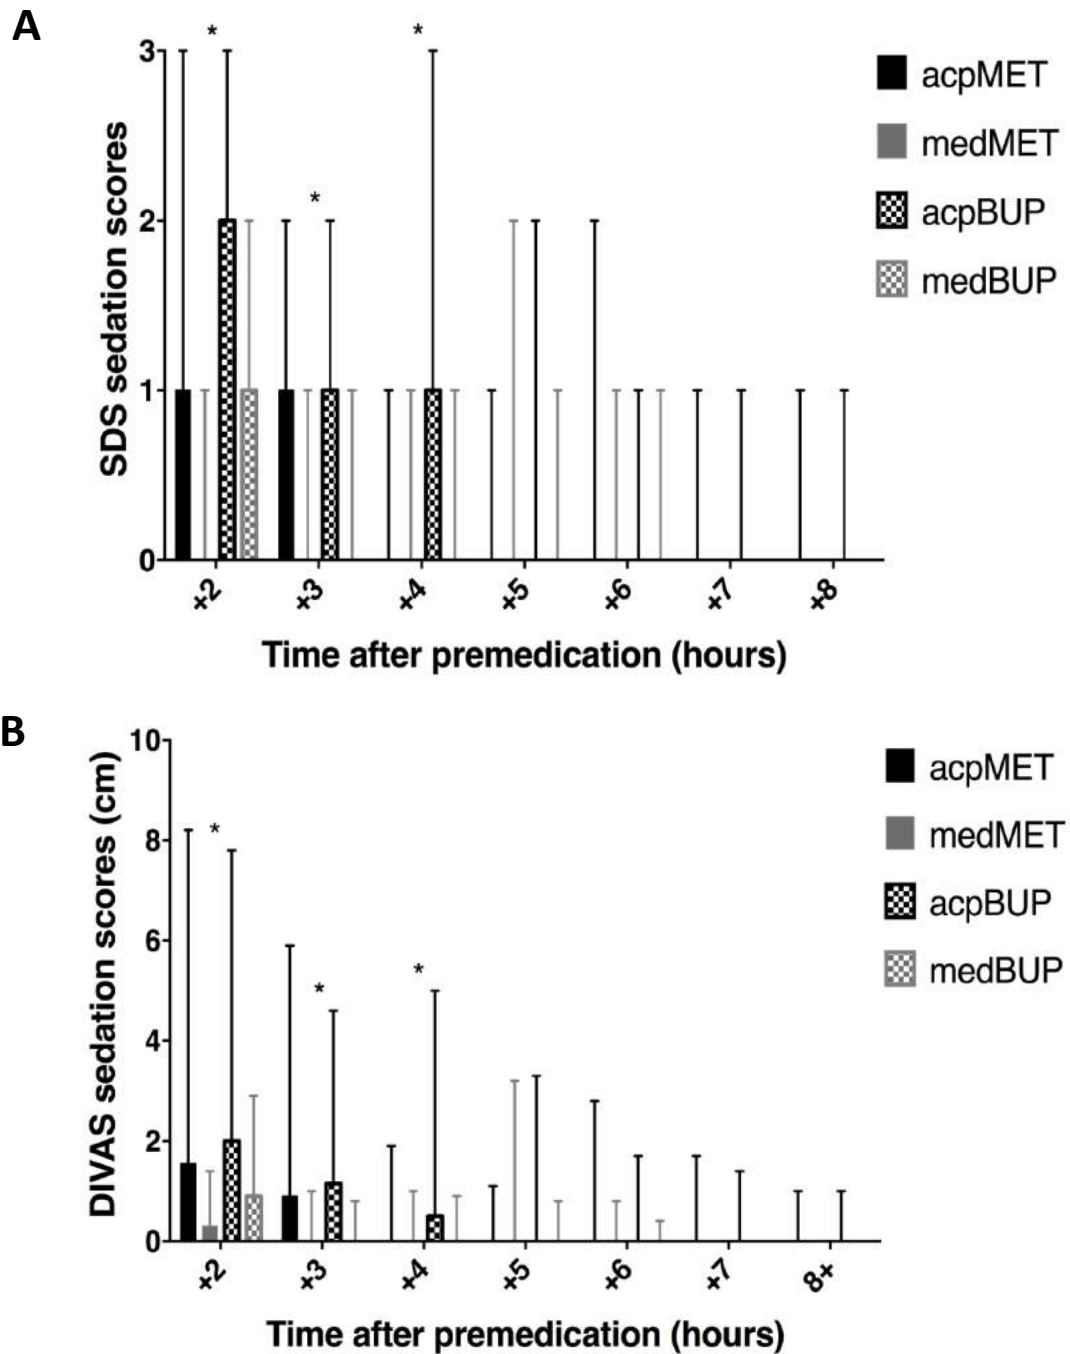 A
* *
3
acpMET
medMET
acpBUP
medBUP
SDS sedation scores
*
2
1
0
+2 +3 +4 +5 +6 +7 +8
Time after premedication (hours)
B
10
acpMET
medMET
acpBUP
medBUP
DIVAS sedation scores (cm)
*
8
6
*
*
4
2
0
+2 +3 +4 +5 +6 +7 8+
Time after premedication (hours)